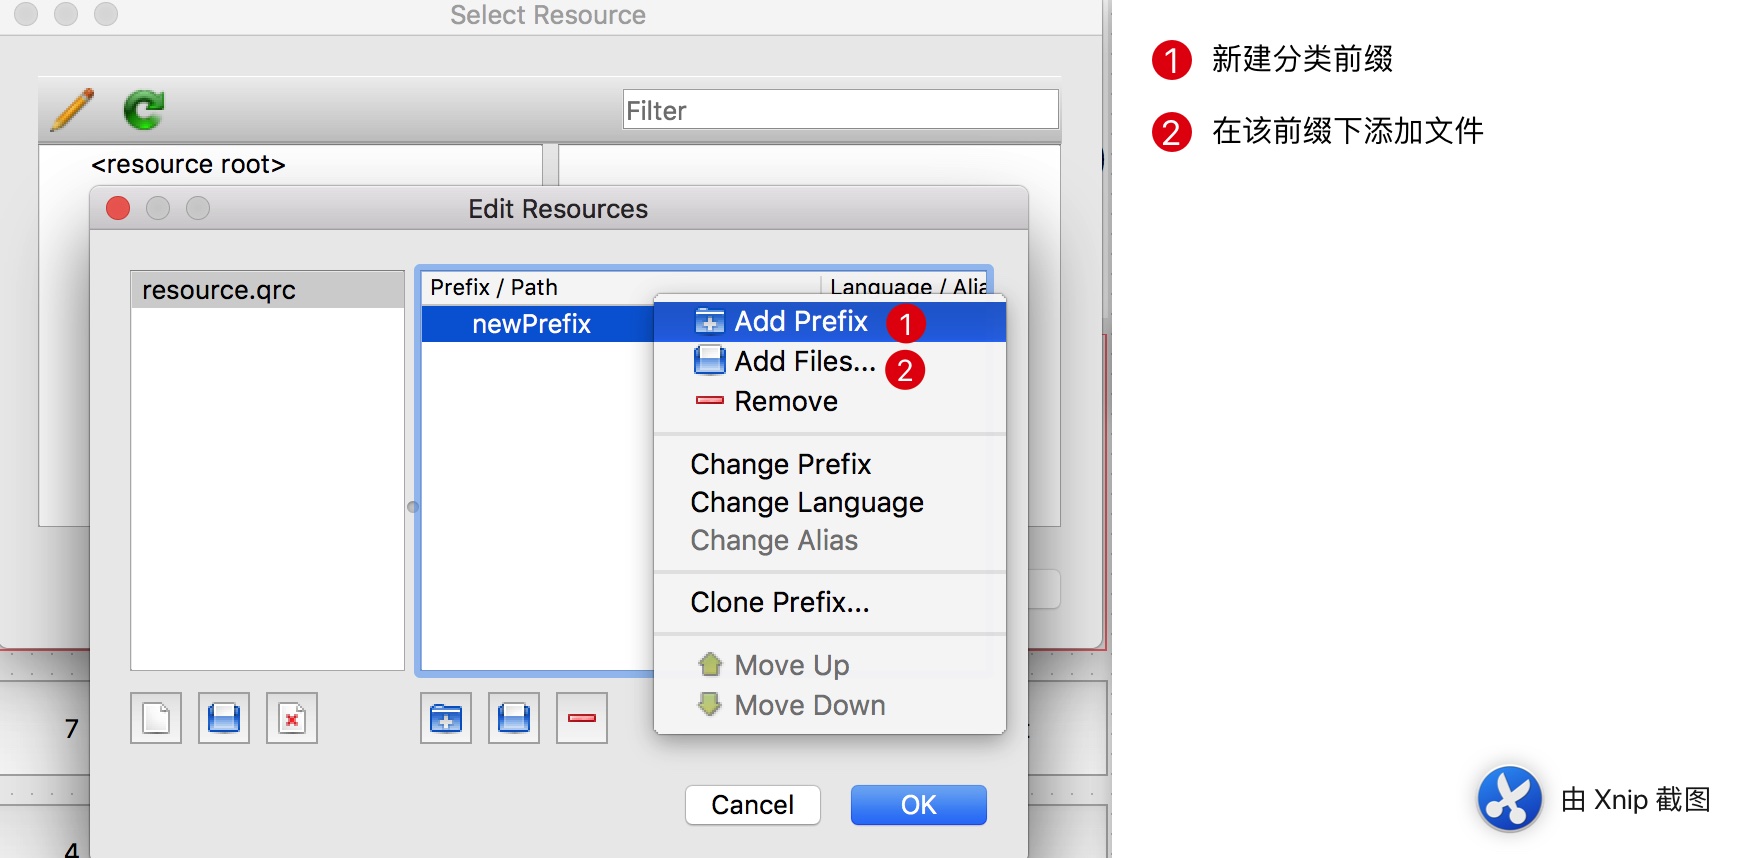 Select Resource
Filter
<resource root>
Edit Resources
resource.qrc
Prefix / Path
Language / Alia
newPrefix
Add Prefix 1
Add Files... 2
Remove
Change Prefix
Change Language
Change Alias
Clone Prefix...
Move Up
Move Down
Cancel
OK
7
4
1 新建分类前缀
2 在该前缀下添加文件
由 Xnip 截图